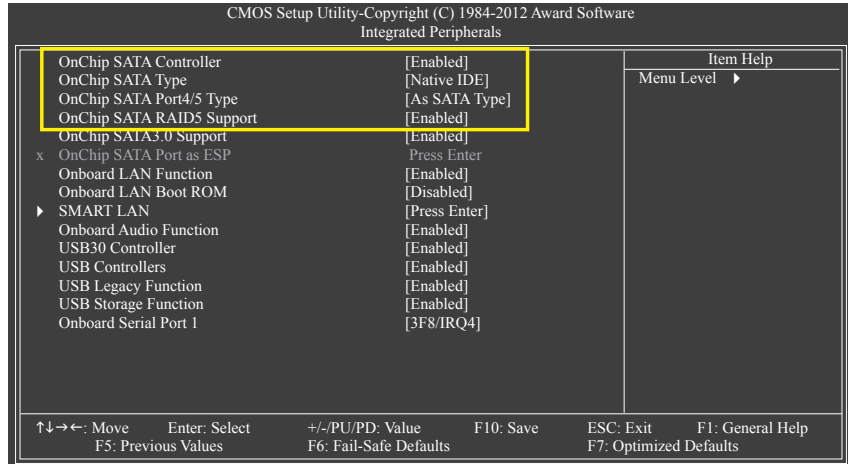 CMOS Setup Utility-Copyright (C) 1984-2012 Award Software
Integrated Peripherals
OnChip SATA Controller [Enabled]
OnChip SATA Type [Native IDE]
OnChip SATA Port4/5 Type [As SATA Type]
OnChip SATA RAID5 Support [Enabled]
OnChip SATA3.0 Support [Enabled]
x OnChip SATA Port as ESP Press Enter
Onboard LAN Function [Enabled]
Onboard LAN Boot ROM [Disabled]
SMART LAN [Press Enter]
Onboard Audio Function [Enabled]
USB30 Controller [Enabled]
USB Controllers [Enabled]
USB Legacy Function [Enabled]
USB Storage Function [Enabled]
Onboard Serial Port 1 [3F8/IRQ4]
Item Help
Menu Level
↑↓→←: Move Enter: Select +/-/PU/PD: Value F10: Save ESC: Exit F1: General Help
F5: Previous Values F6: Fail-Safe Defaults F7: Optimized Defaults